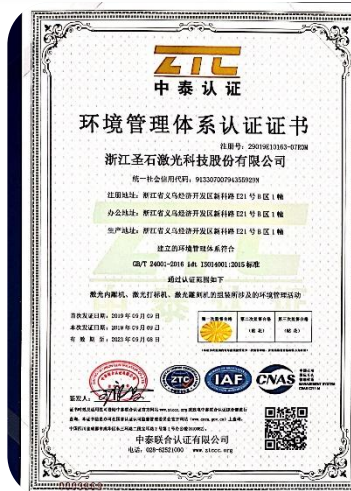 ZTC
中泰认证
环境管理体系认证证书
注册号：29019E10163-07R0M
浙江圣石激光科技股份有限公司
统一社会信用代码：91330700794355929N
注册地址：浙江省义乌经济开发区新科路E21号B区1幢
办公地址：浙江省义乌经济开发区新科路E21号B区1幢
生产地址：浙江省义乌经济开发区新科路E21号B区1幢
建立的环境管理体系符合
GB/T 24001-2016 idt ISO14001:2015 标准
通过认证范围如下
激光内雕机、激光打标机、激光雕刻机的组装所涉及的环境管理活动
首次发证日期：2019年09月09日
本次发证日期：2019年09月09日
有 效 期 至：2022年09月08日
签发人：
ZTC
IAF
CNAS
中泰联合认证有限公司
电话：028-62521000 www.zinccc.org